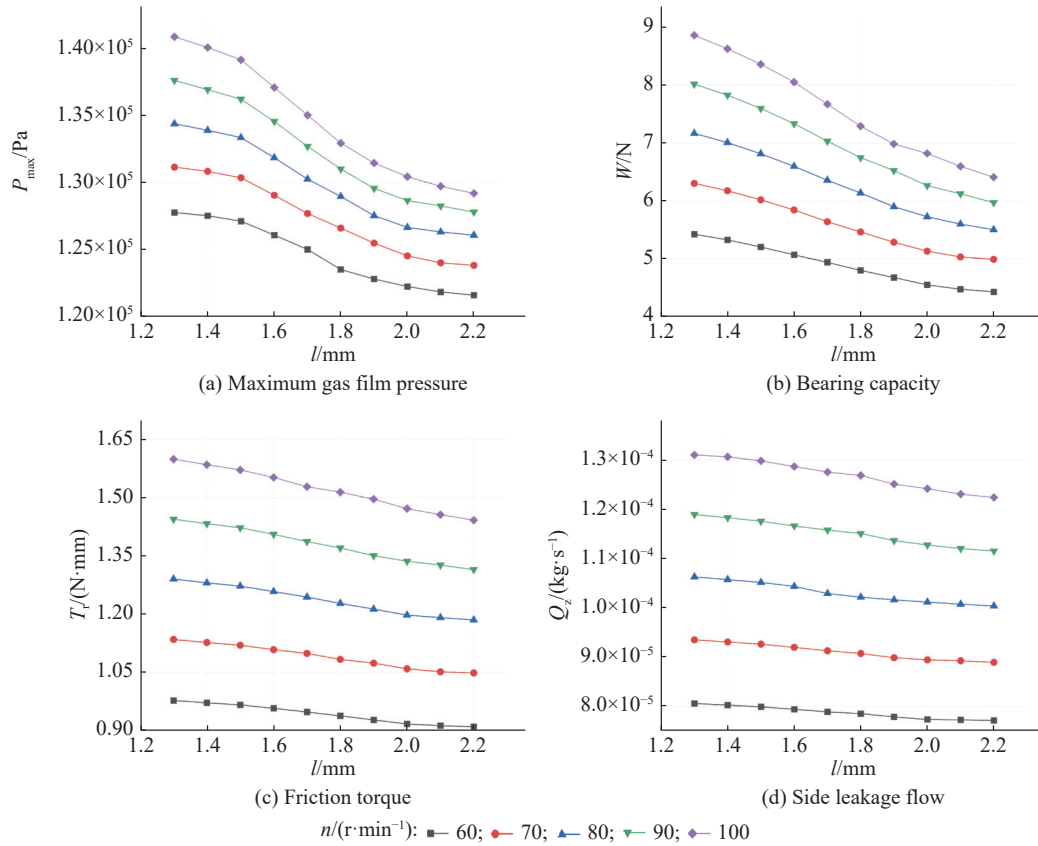 1.40×10⁵
1.35×10⁵
1.30×10⁵
1.25×10⁵
1.20×10⁵
P_max/Pa
1.2 1.4 1.6 1.8 2.0 2.2
l/mm
(a) Maximum gas film pressure
9
8
7
6
5
4
W/N
1.2 1.4 1.6 1.8 2.0 2.2
l/mm
(b) Bearing capacity
1.65
1.50
1.35
1.20
1.05
0.90
T_r/(N·mm)
1.2 1.4 1.6 1.8 2.0 2.2
l/mm
(c) Friction torque
1.3×10⁻⁴
1.2×10⁻⁴
1.1×10⁻⁴
1.0×10⁻⁴
9.0×10⁻⁵
8.0×10⁻⁵
Q_z/(kg·s⁻¹)
1.2 1.4 1.6 1.8 2.0 2.2
l/mm
(d) Side leakage flow
n/(r·min⁻¹): 60; 70; 80; 90; 100